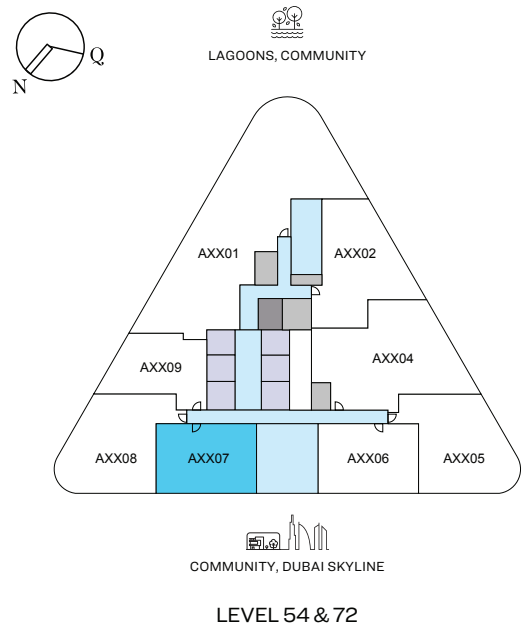 LAGOONS, COMMUNITY
Q
N
AXX01
AXX02
AXX09
AXX04
AXX08
AXX07
AXX06
AXX05
COMMUNITY, DUBAI SKYLINE
LEVEL 54 & 72